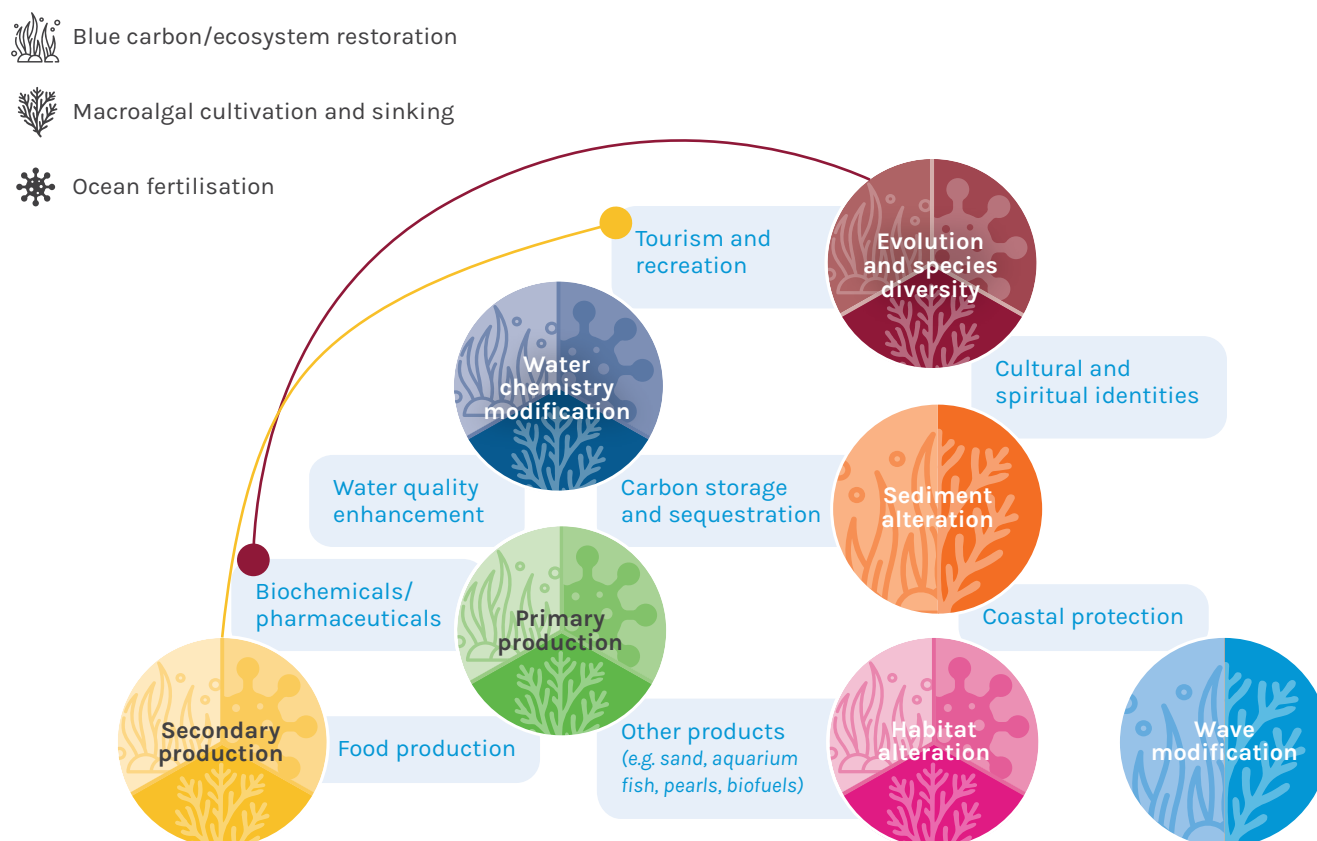 Blue carbon/ecosystem restoration
Macroalgal cultivation and sinking
Ocean fertilisation
Evolution
and species
diversity
Tourism and
recreation
Water
chemistry
modification
Cultural and
spiritual identities
Water quality
enhancement
Carbon storage
and sequestration
Sediment
alteration
Biochemicals/
pharmaceuticals
Primary
production
Coastal protection
Secondary
production
Food production
Other products
(e.g. sand, aquarium
fish, pearls, biofuels)
Habitat
alteration
Wave
modification